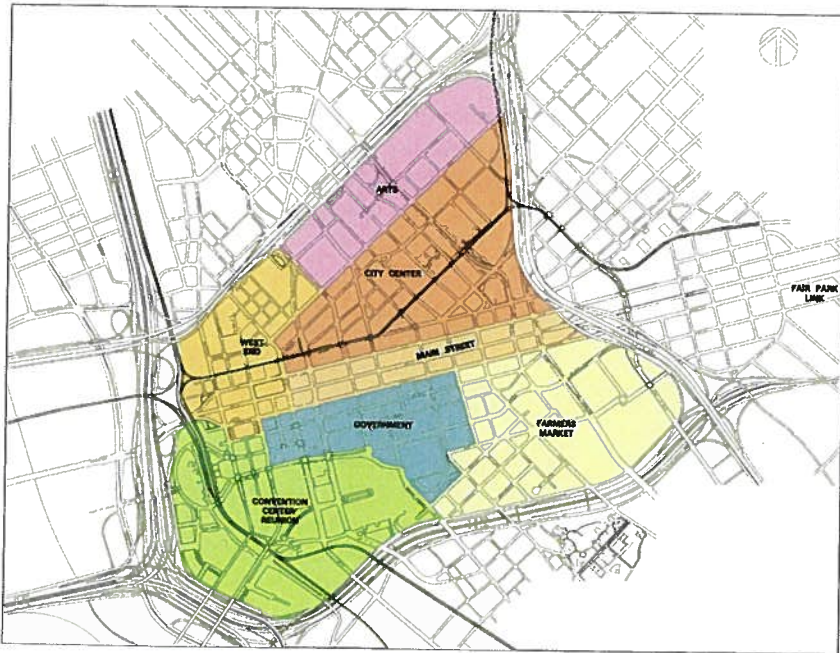 ARTS
CITY CENTER
FAIR PARK
LINK
WEST
END
MAIN STREET
GOVERNMENT
FARMERS
MARKET
CONVENTION
CENTER/
REUNION